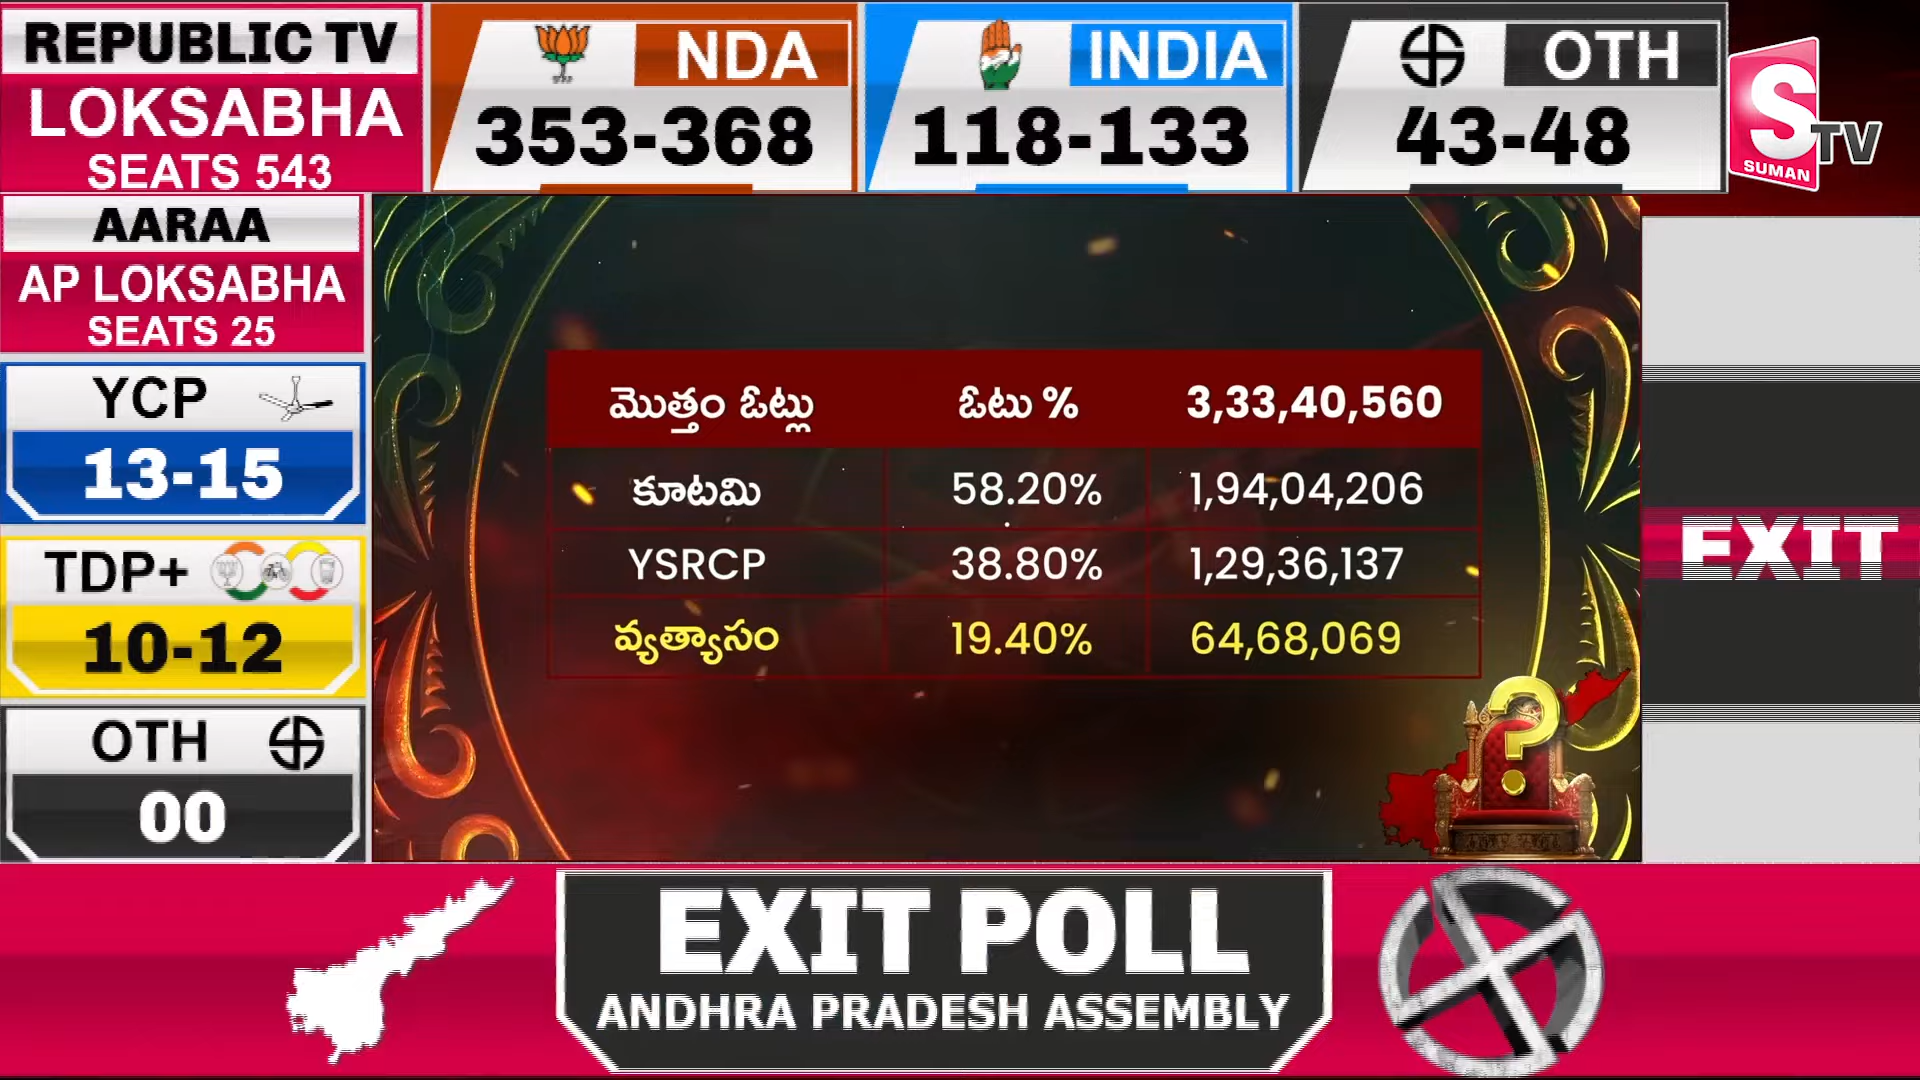 REPUBLIC TV
LOKSABHA
SEATS 543
NDA
353-368
INDIA
118-133
OTH
43-48
S TV
SUMAN
AARAA
AP LOKSABHA
SEATS 25
YCP
13-15
TDP+
10-12
OTH
00
మొత్తం ఓట్లు ఓటు % 3,33,40,560
కూటమి 58.20% 1,94,04,206
YSRCP 38.80% 1,29,36,137
వ్యత్యాసం 19.40% 64,68,069
?
EXIT
EXIT POLL
ANDHRA PRADESH ASSEMBLY